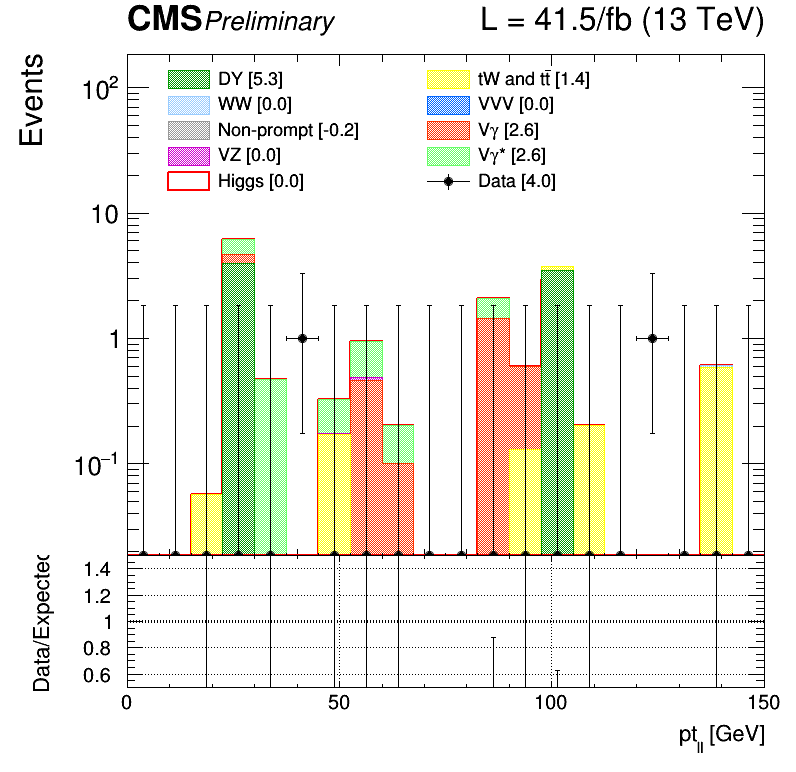 CMS Preliminary L = 41.5/fb (13 TeV)
Events
DY [5.3]
WW [0.0]
Non-prompt [-0.2]
VZ [0.0]
Higgs [0.0]
tW and tt̄ [1.4]
VVV [0.0]
Vγ [2.6]
Vγ* [2.6]
Data [4.0]
10²
10
1
10⁻¹
Data/Expected
1.4
1.2
1
0.8
0.6
0 50 100 150
pt_ll [GeV]